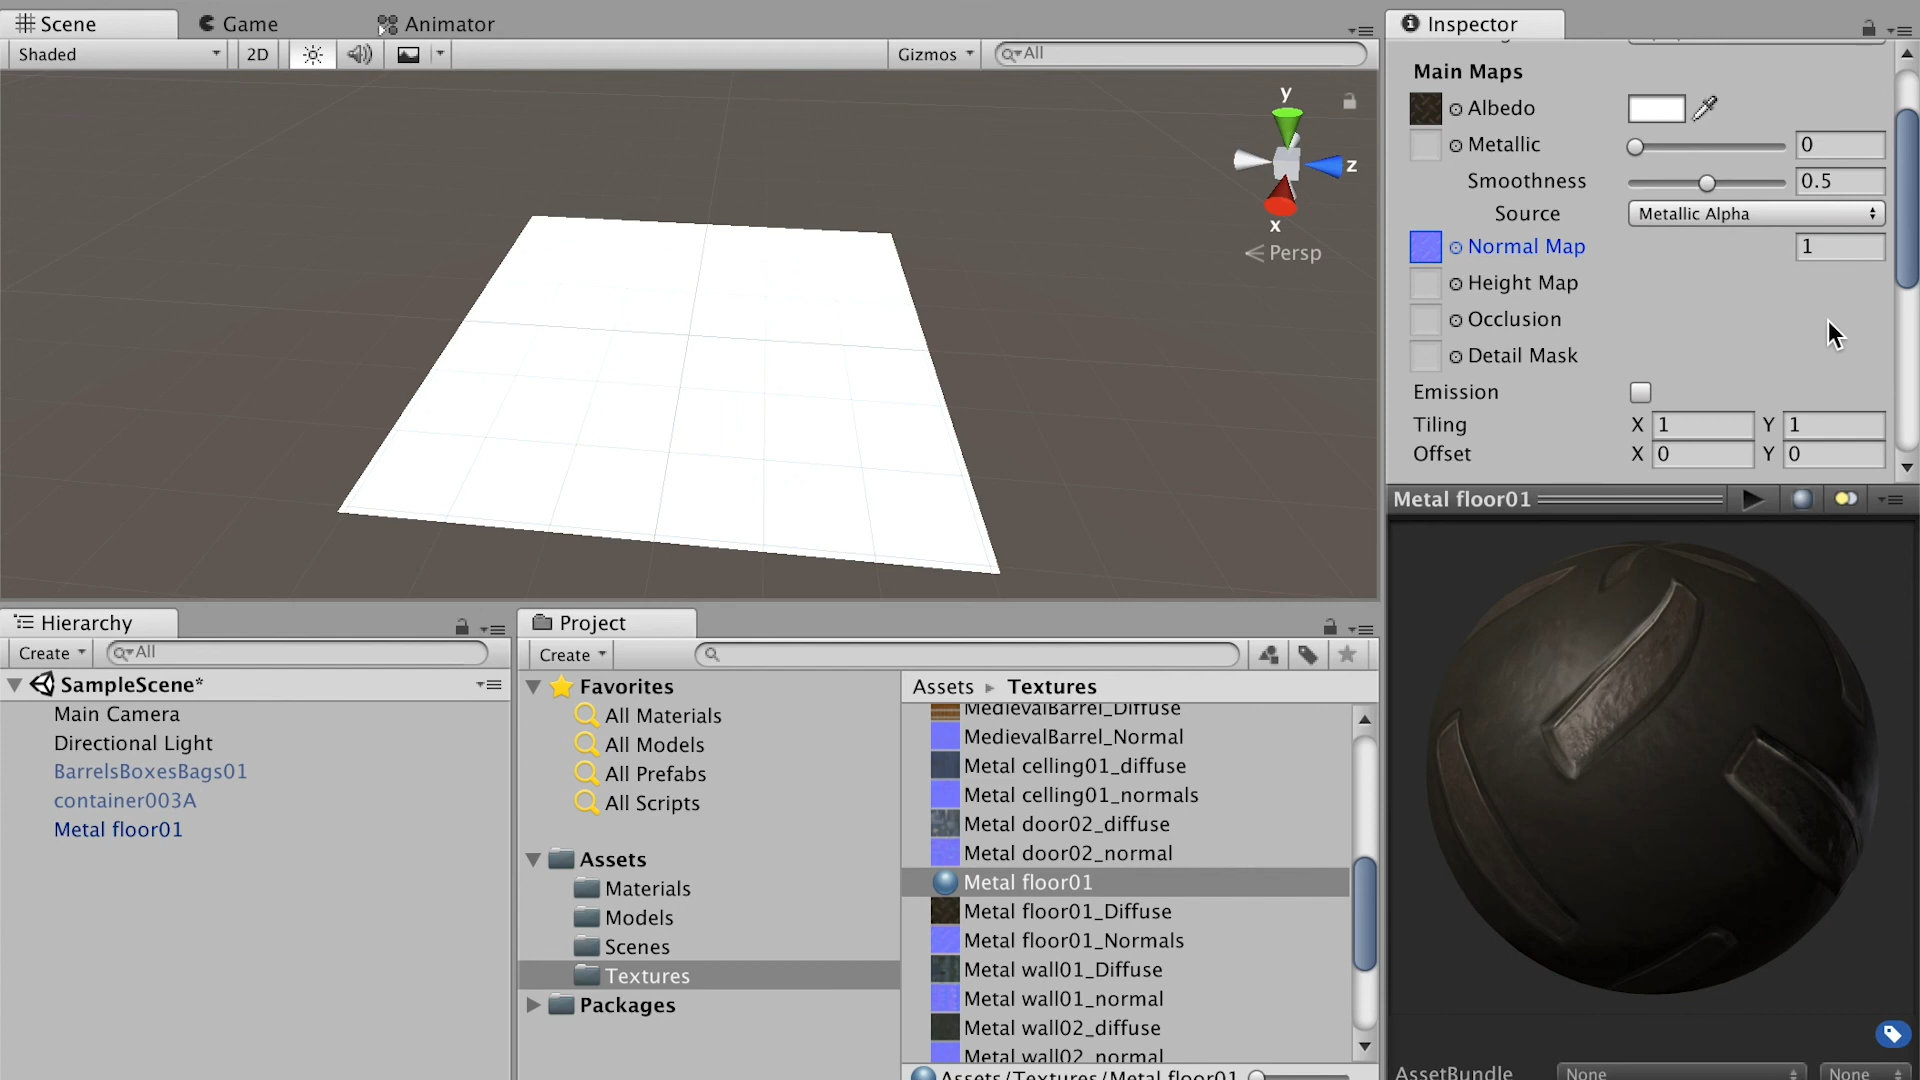 Scene
Game
Animator
Shaded
2D
Gizmos
All
y
z
x
Persp
Inspector
Main Maps
Albedo
Metallic
0
Smoothness
0.5
Source
Metallic Alpha
Normal Map
1
Height Map
Occlusion
Detail Mask
Emission
Tiling
X 1
Y 1
Offset
X 0
Y 0
Metal floor01
AssetBundle
None
None
Hierarchy
Create
All
SampleScene*
Main Camera
Directional Light
BarrelsBoxesBags01
container003A
Metal floor01
Project
Create
Favorites
All Materials
All Models
All Prefabs
All Scripts
Assets
Materials
Models
Scenes
Textures
Packages
Assets
Textures
MedievalBarrel_Diffuse
MedievalBarrel_Normal
Metal celling01_diffuse
Metal celling01_normals
Metal door02_diffuse
Metal door02_normal
Metal floor01
Metal floor01_Diffuse
Metal floor01_Normals
Metal wall01_Diffuse
Metal wall01_normal
Metal wall02_diffuse
Metal wall02_normal
Assets/Textures/Metal floor01